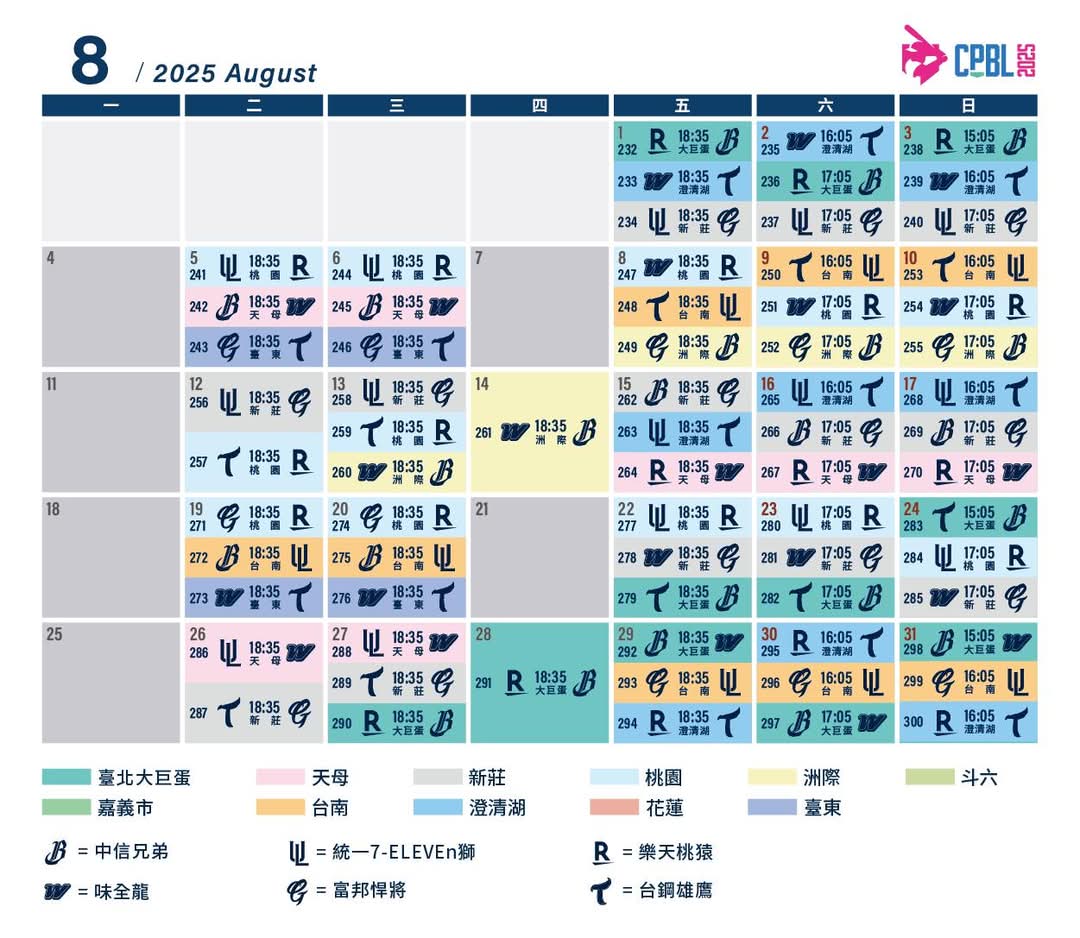 8 / 2025 August
CPBL 2025
一 二 三 四 五 六 日
1
232 R 18:35 B
大巨蛋
233 W 18:35 T
澄清湖
234 UL 18:35 G
新莊
2
235 W 16:05 T
澄清湖
236 R 17:05 B
大巨蛋
237 UL 17:05 G
新莊
3
238 R 15:05 B
大巨蛋
239 W 16:05 T
澄清湖
240 UL 17:05 G
新莊
4
5
241 UL 18:35 R
桃園
242 B 18:35 W
天母
243 G 18:35 T
臺東
6
244 UL 18:35 R
桃園
245 B 18:35 W
天母
246 G 18:35 T
臺東
7
8
247 W 18:35 R
桃園
248 T 18:35 UL
台南
249 G 18:35 B
洲際
9
250 T 16:05 UL
台南
251 W 17:05 R
桃園
252 G 17:05 B
洲際
10
253 T 16:05 UL
台南
254 W 17:05 R
桃園
255 G 17:05 B
洲際
11
12
256 UL 18:35 G
新莊
257 T 18:35 R
桃園
13
258 UL 18:35 G
新莊
259 T 18:35 R
桃園
260 W 18:35 B
洲際
14
261 W 18:35 B
洲際
15
262 B 18:35 G
新莊
263 UL 18:35 T
澄清湖
264 R 18:35 W
天母
16
265 UL 16:05 T
澄清湖
266 B 17:05 G
新莊
267 R 17:05 W
天母
17
268 UL 16:05 T
澄清湖
269 B 17:05 G
新莊
270 R 17:05 W
天母
18
19
271 G 18:35 R
桃園
272 B 18:35 UL
台南
273 W 18:35 T
臺東
20
274 G 18:35 R
桃園
275 B 18:35 UL
台南
276 W 18:35 T
臺東
21
22
277 UL 18:35 R
桃園
278 W 18:35 G
新莊
279 T 18:35 B
大巨蛋
23
280 UL 17:05 R
桃園
281 W 17:05 G
新莊
282 T 17:05 B
大巨蛋
24
283 T 15:05 B
大巨蛋
284 UL 17:05 R
桃園
285 W 17:05 G
新莊
25
26
286 UL 18:35 W
天母
287 T 18:35 G
新莊
27
288 UL 18:35 W
天母
289 T 18:35 G
新莊
290 R 18:35 B
大巨蛋
28
291 R 18:35 B
大巨蛋
29
292 B 18:35 W
大巨蛋
293 G 18:35 UL
台南
294 R 18:35 T
澄清湖
30
295 R 16:05 T
澄清湖
296 G 16:05 UL
台南
297 B 17:05 W
大巨蛋
31
298 B 15:05 W
大巨蛋
299 G 16:05 UL
台南
300 R 16:05 T
澄清湖
臺北大巨蛋 天母 新莊 桃園 洲際 斗六
嘉義市 台南 澄清湖 花蓮 臺東
B = 中信兄弟 UL = 統一7-ELEVEn獅 R = 樂天桃猿
W = 味全龍 G = 富邦悍將 T = 台鋼雄鷹